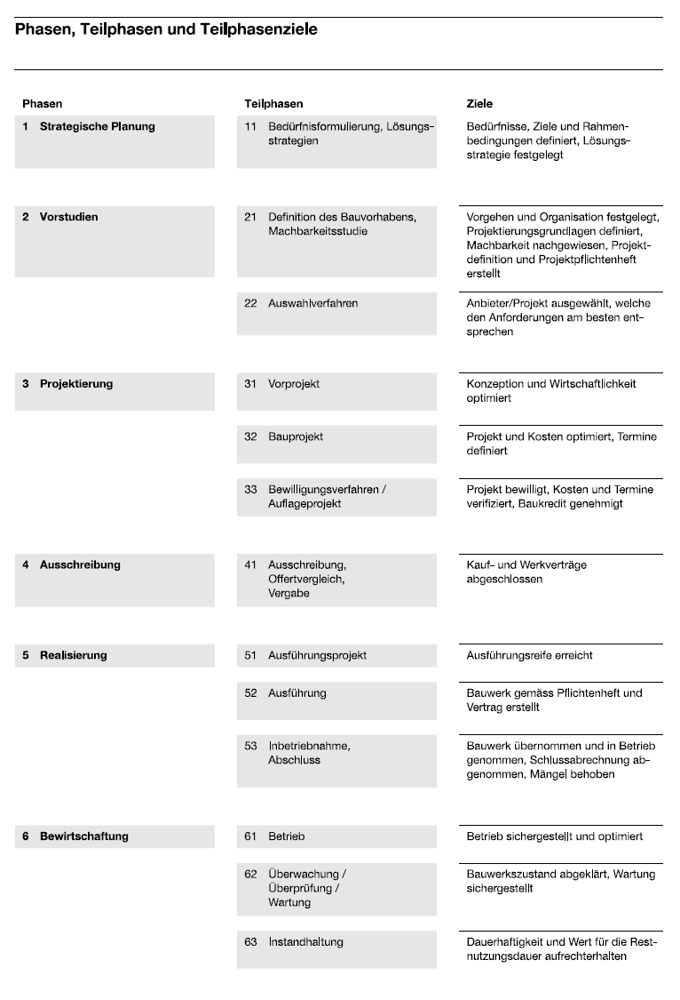 Phasen, Teilphasen und Teilphasenziele
Phasen Teilphasen Ziele
1 Strategische Planung 11 Bedürfnisformulierung, Lösungs- Bedürfnisse, Ziele und Rahmen-
strategien bedingungen definiert, Lösungs-
strategie festgelegt
2 Vorstudien 21 Definition des Bauvorhabens, Vorgehen und Organisation festgelegt,
Machbarkeitsstudie Projektierungsgrundlagen definiert,
Machbarkeit nachgewiesen, Projekt-
definition und Projektpflichtenheft
erstellt
22 Auswahlverfahren Anbieter/Projekt ausgewählt, welche
den Anforderungen am besten ent-
sprechen
3 Projektierung 31 Vorprojekt Konzeption und Wirtschaftlichkeit
optimiert
32 Bauprojekt Projekt und Kosten optimiert, Termine
definiert
33 Bewilligungsverfahren / Projekt bewilligt, Kosten und Termine
Auflageprojekt verifiziert, Baukredit genehmigt
4 Ausschreibung 41 Ausschreibung, Kauf- und Werkverträge
Offertvergleich, abgeschlossen
Vergabe
5 Realisierung 51 Ausführungsprojekt Ausführungsreife erreicht
52 Ausführung Bauwerk gemäss Pflichtenheft und
Vertrag erstellt
53 Inbetriebnahme, Bauwerk übernommen und in Betrieb
Abschluss genommen, Schlussabrechnung ab-
genommen, Mängel behoben
6 Bewirtschaftung 61 Betrieb Betrieb sichergestellt und optimiert
62 Überwachung / Bauwerkszustand abgeklärt, Wartung
Überprüfung / sichergestellt
Wartung
63 Instandhaltung Dauerhaftigkeit und Wert für die Rest-
nutzungsdauer aufrechterhalten